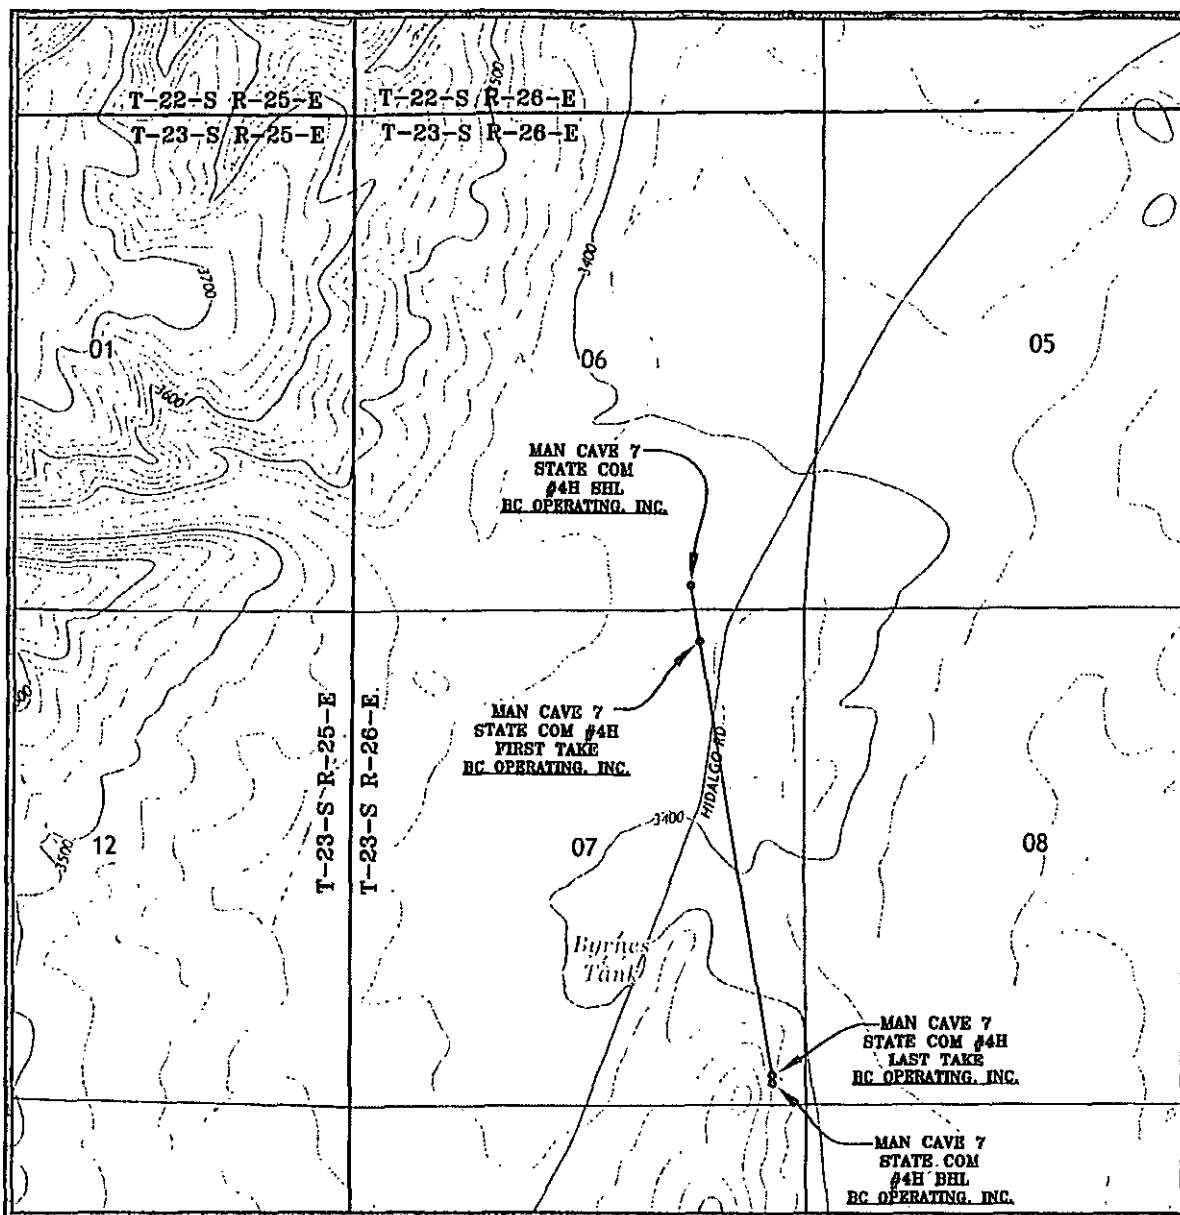 T-22-S R-25-E
T-22-S R-26-E
T-23-S R-25-E
T-23-S R-26-E
500
3400
3700
01
06
05
3600
MAN CAVE 7
STATE COM
#4H SHL
BC OPERATING, INC.
MAN CAVE 7
STATE COM #4H
FIRST TAKE
BC OPERATING, INC.
T-23-S R-25-E
T-23-S R-26-E
HIDALGO RD
3400
3500
12
07
08
Byrnes
Tank
MAN CAVE 7
STATE COM #4H
LAST TAKE
BC OPERATING, INC.
MAN CAVE 7
STATE COM
#4H BHL
BC OPERATING, INC.